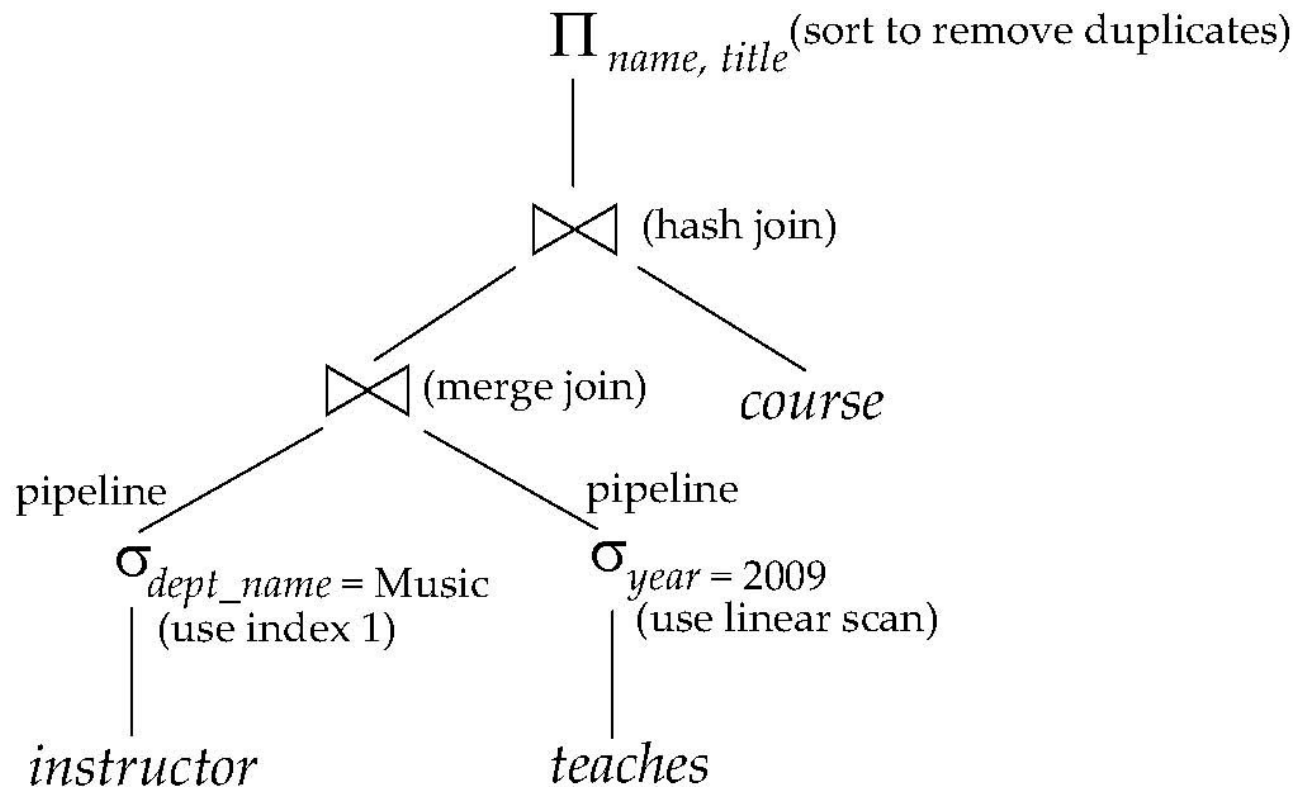 Π name, title (sort to remove duplicates)
(hash join)
(merge join)
course
pipeline
pipeline
σ dept_name = Music
(use index 1)
σ year = 2009
(use linear scan)
instructor
teaches